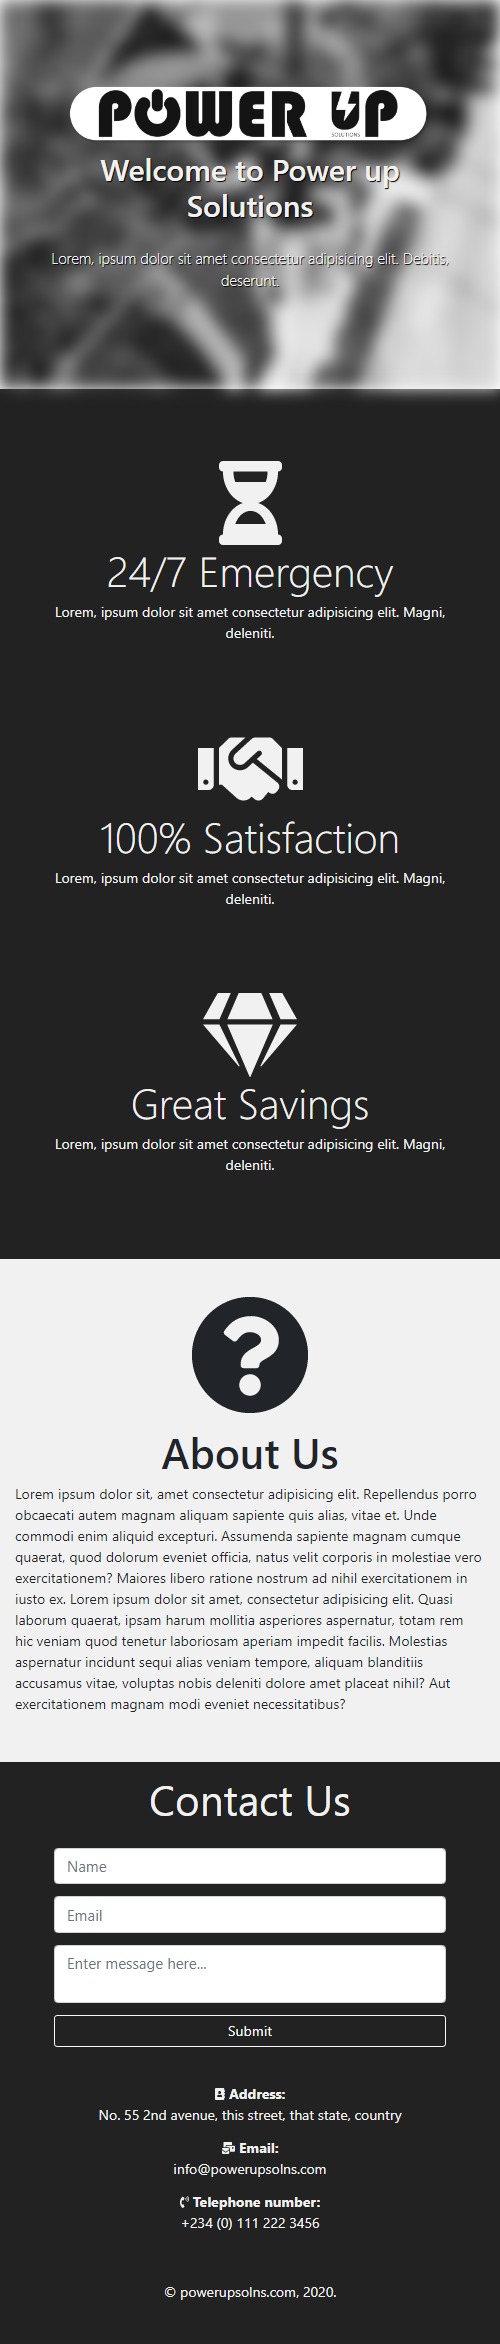 POWER UP
SOLUTIONS
Welcome to Power up
Solutions
Lorem, ipsum dolor sit amet consectetur adipisicing elit. Debitis,
deserunt.
24/7 Emergency
Lorem, ipsum dolor sit amet consectetur adipisicing elit. Magni,
deleniti.
100% Satisfaction
Lorem, ipsum dolor sit amet consectetur adipisicing elit. Magni,
deleniti.
Great Savings
Lorem, ipsum dolor sit amet consectetur adipisicing elit. Magni,
deleniti.
About Us
Lorem ipsum dolor sit, amet consectetur adipisicing elit. Repellendus porro
obcaecati autem magnam aliquam sapiente quis alias, vitae et. Unde
commodi enim aliquid excepturi. Assumenda sapiente magnam cumque
quaerat, quod dolorum eveniet officia, natus velit corporis in molestiae vero
exercitationem? Maiores libero ratione nostrum ad nihil exercitationem in
iusto ex. Lorem ipsum dolor sit amet, consectetur adipisicing elit. Quasi
laborum quaerat, ipsam harum mollitia asperiores aspernatur, totam rem
hic veniam quod tenetur laboriosam aperiam impedit facilis. Molestias
aspernatur incidunt sequi alias veniam tempore, aliquam blanditiis
accusamus vitae, voluptas nobis deleniti dolore amet placeat nihil? Aut
exercitationem magnam modi eveniet necessitatibus?
Contact Us
Name
Email
Enter message here...
Submit
Address:
No. 55 2nd avenue, this street, that state, country
Email:
info@powerupsolns.com
Telephone number:
+234 (0) 111 222 3456
© powerupsolns.com, 2020.